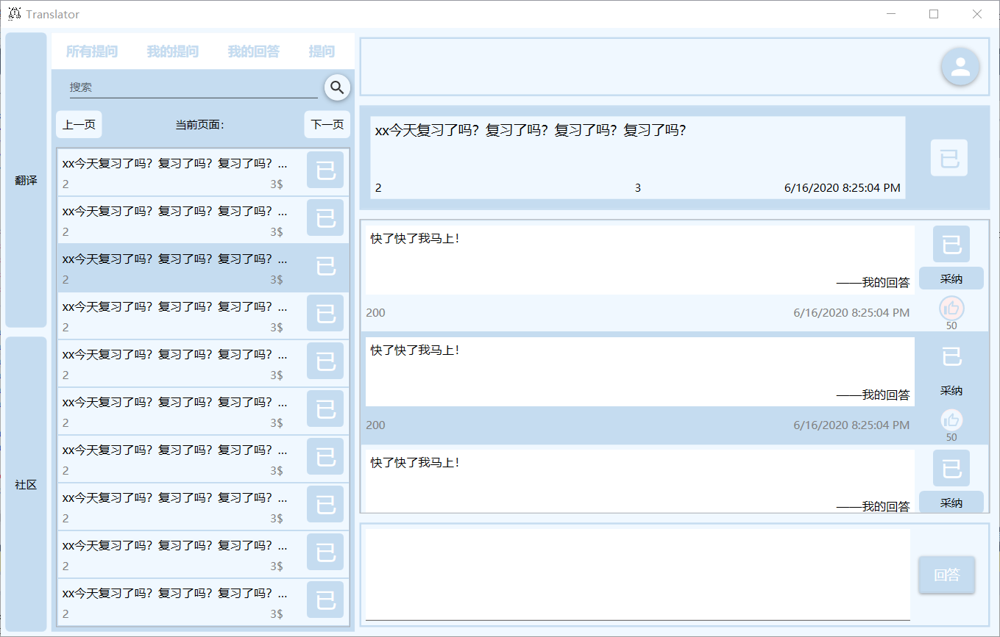 Translator
翻译
社区
所有提问 我的提问 我的回答 提问
搜索
上一页 当前页面： 下一页
xx今天复习了吗？复习了吗？复习了吗？...
已
2 3$
xx今天复习了吗？复习了吗？复习了吗？...
已
2 3$
xx今天复习了吗？复习了吗？复习了吗？...
已
2 3$
xx今天复习了吗？复习了吗？复习了吗？...
已
2 3$
xx今天复习了吗？复习了吗？复习了吗？...
已
2 3$
xx今天复习了吗？复习了吗？复习了吗？...
已
2 3$
xx今天复习了吗？复习了吗？复习了吗？...
已
2 3$
xx今天复习了吗？复习了吗？复习了吗？...
已
2 3$
xx今天复习了吗？复习了吗？复习了吗？...
已
2 3$
xx今天复习了吗？复习了吗？复习了吗？...
已
2 3$
xx今天复习了吗？复习了吗？复习了吗？复习了吗？
已
2 3 6/16/2020 8:25:04 PM
快了快了我马上！
已
——我的回答
采纳
200 6/16/2020 8:25:04 PM
50
快了快了我马上！
已
——我的回答
采纳
200 6/16/2020 8:25:04 PM
50
快了快了我马上！
已
——我的回答
采纳
回答